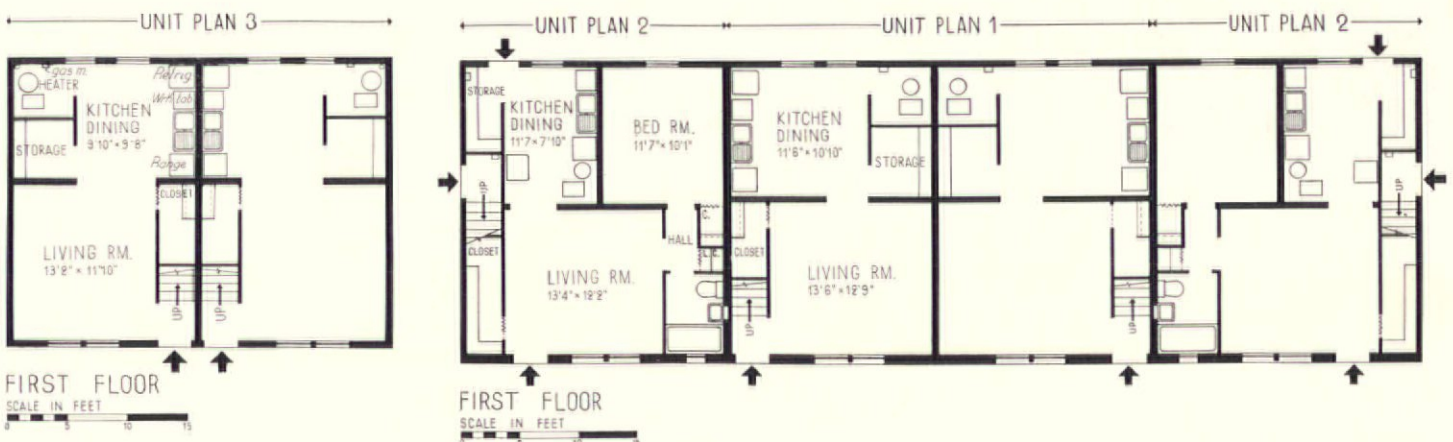 UNIT PLAN 3
gas m.
HEATER
Refrig
Wrk tab
KITCHEN
DINING
9'10"×9'8"
STORAGE
Range
CLOSET
LIVING RM.
13'2" × 11'10"
UP
UP
FIRST FLOOR
SCALE IN FEET
0 5 10 15
UNIT PLAN 2
UNIT PLAN 1
UNIT PLAN 2
STORAGE
KITCHEN
DINING
11'7"×7'10"
BED RM.
11'7"×10'1"
KITCHEN
DINING
11'6"×10'10"
STORAGE
UP
UP
CLOSET
C.
HALL
L.C.
CLOSET
LIVING RM.
13'4"×12'2"
LIVING RM.
13'6"×12'9"
UP
UP
FIRST FLOOR
SCALE IN FEET